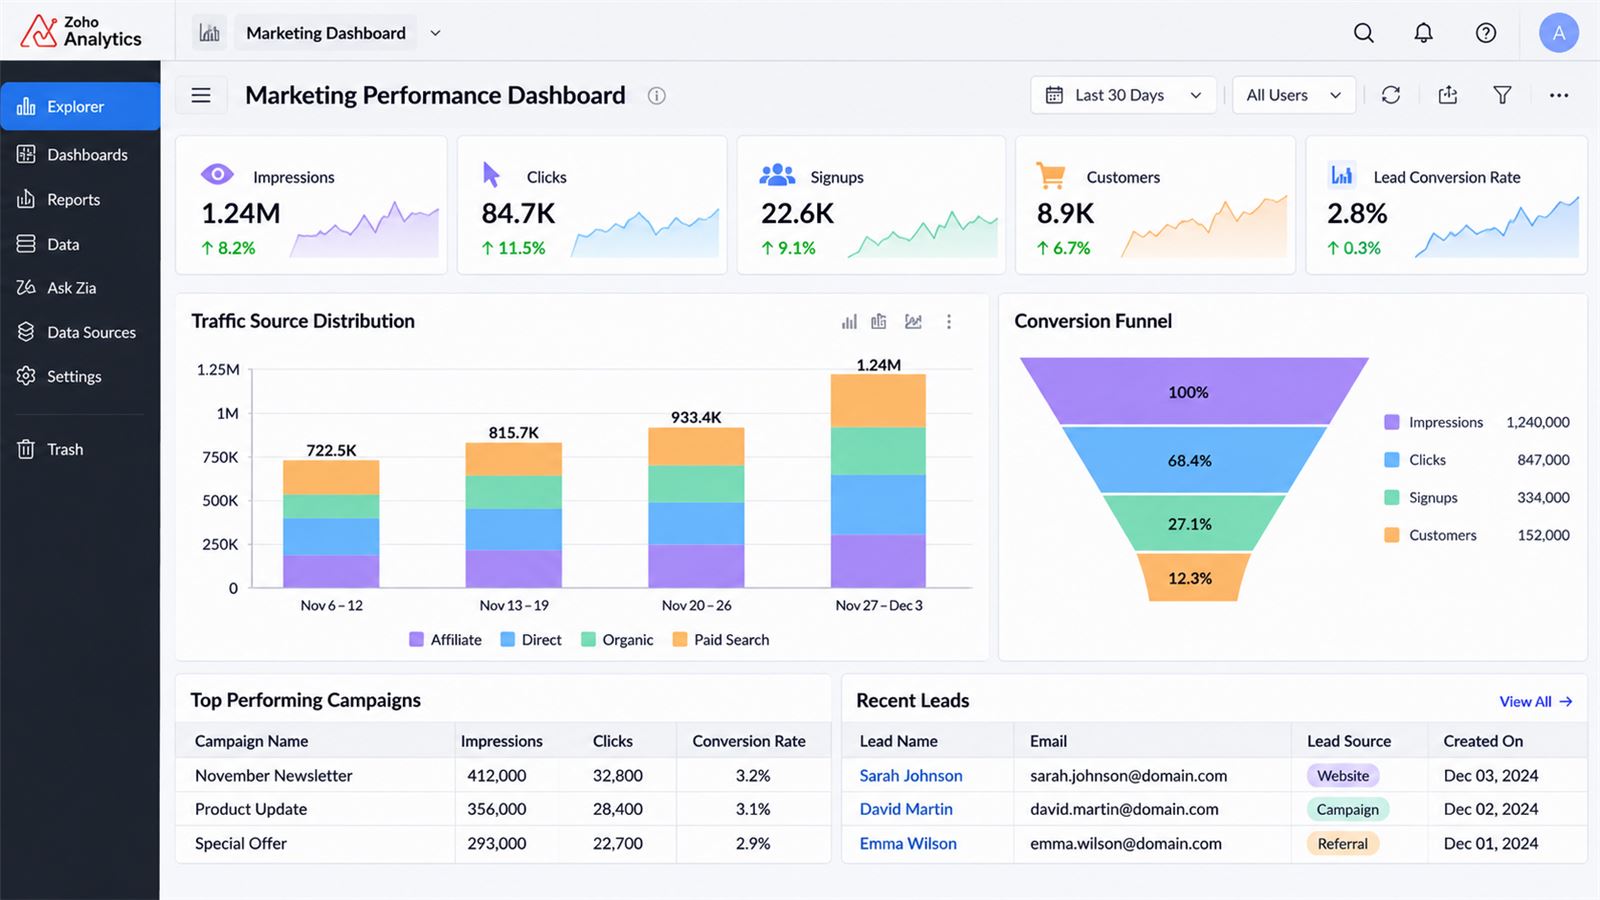 Zoho
Analytics
Marketing Dashboard
A
Explorer
Dashboards
Reports
Data
Ask Zia
Data Sources
Settings
Trash
Marketing Performance Dashboard
Last 30 Days
All Users
Impressions
1.24M
↑ 8.2%
Clicks
84.7K
↑ 11.5%
Signups
22.6K
↑ 9.1%
Customers
8.9K
↑ 6.7%
Lead Conversion Rate
2.8%
↑ 0.3%
Traffic Source Distribution
1.25M
1M
750K
500K
250K
0
722.5K
815.7K
933.4K
1.24M
Nov 6 – 12
Nov 13 – 19
Nov 20 – 26
Nov 27 – Dec 3
Affiliate Direct Organic Paid Search
Conversion Funnel
100%
68.4%
27.1%
12.3%
Impressions 1,240,000
Clicks 847,000
Signups 334,000
Customers 152,000
Top Performing Campaigns
Campaign Name Impressions Clicks Conversion Rate
November Newsletter 412,000 32,800 3.2%
Product Update 356,000 28,400 3.1%
Special Offer 293,000 22,700 2.9%
Recent Leads
View All →
Lead Name Email Lead Source Created On
Sarah Johnson sarah.johnson@domain.com Website Dec 03, 2024
David Martin david.martin@domain.com Campaign Dec 02, 2024
Emma Wilson emma.wilson@domain.com Referral Dec 01, 2024